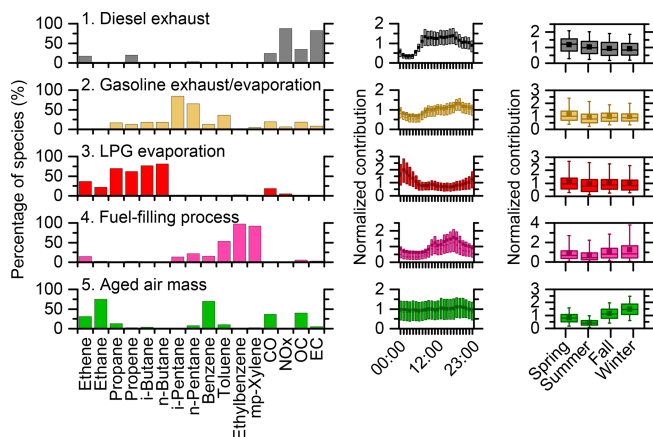 1. Diesel exhaust
100
50
0
2. Gasoline exhaust/evaporation
100
50
0
3. LPG evaporation
100
50
0
4. Fuel-filling process
100
50
0
5. Aged air mass
100
50
0
Percentage of species (%)
Ethene
Ethane
Propane
Propene
i-Butane
n-Butane
i-Pentane
n-Pentane
Benzene
Toluene
Ethylbenzene
mp-Xylene
CO
NOx
OC
EC
Normalized contribution
2
1
0
2
1
0
3
2
1
0
2
1
0
2
1
0
00:00
12:00
23:00
Normalized contribution
3
2
1
0
3
2
1
0
3
2
1
0
4
2
0
3
2
1
0
Spring
Summer
Fall
Winter